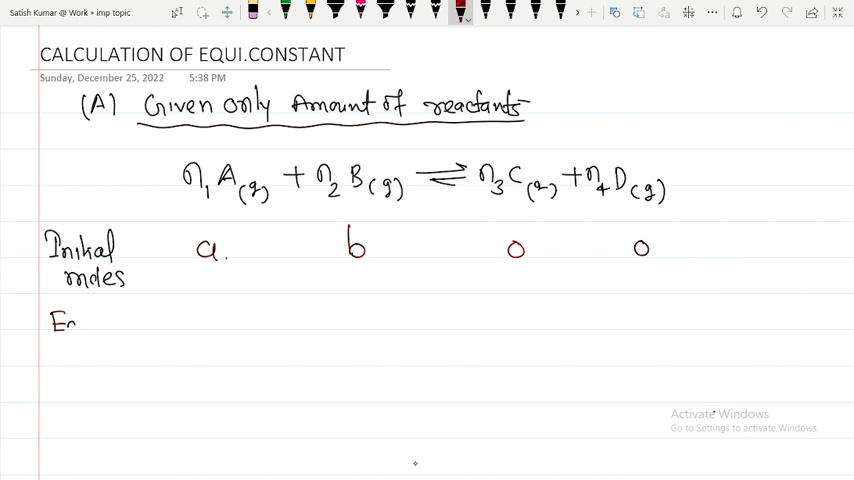 Satish Kumar @ Work » imp topic
CALCULATION OF EQUI.CONSTANT
Sunday, December 25, 2022 5:38 PM
(A) Given only Amount of reactants
n₁A(g) + n₂B(g) ⇌ n₃C(g) + n₄D(g)
Initial a. b 0 0
moles
Activate Windows
Go to Settings to activate Windows.